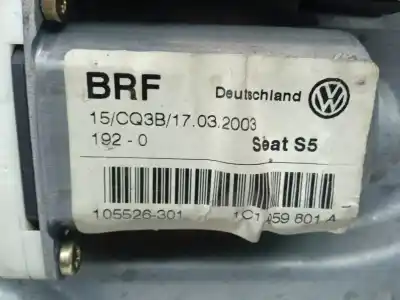 BRF Deutschland
15/CQ3B/17.03.2003
192-0 Seat S5
105526-301 1C1 959 801 A